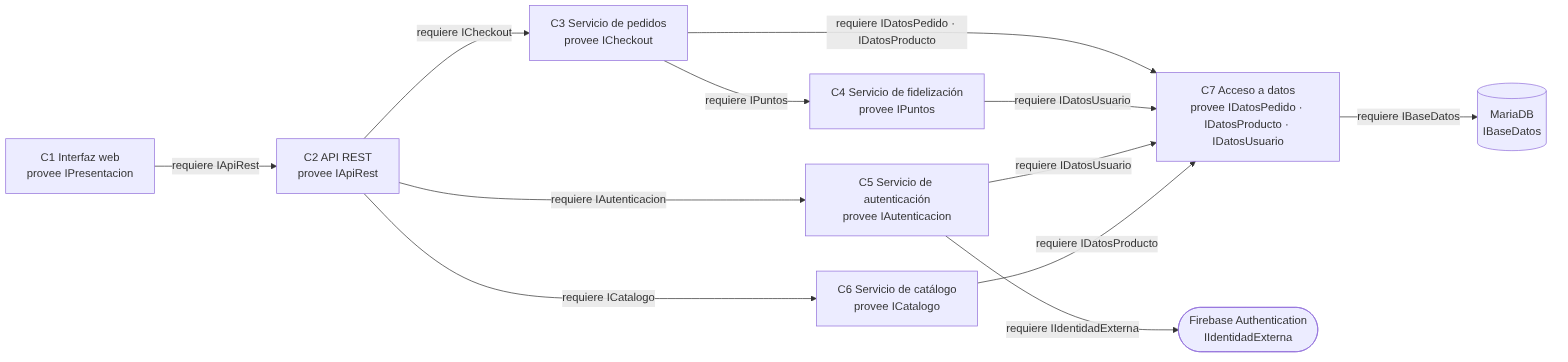 C1 Interfaz web
provee IPresentacion
requiere IApiRest
C2 API REST
provee IApiRest
requiere ICheckout
C3 Servicio de pedidos
provee ICheckout
requiere IDatosPedido ·
IDatosProducto
requiere IPuntos
C4 Servicio de fidelización
provee IPuntos
requiere IDatosUsuario
requiere IAutenticacion
C5 Servicio de
autenticación
provee IAutenticacion
requiere IDatosUsuario
requiere ICatalogo
C6 Servicio de catálogo
provee ICatalogo
requiere IDatosProducto
requiere IIdentidadExterna
Firebase Authentication
IIdentidadExterna
C7 Acceso a datos
provee IDatosPedido ·
IDatosProducto ·
IDatosUsuario
requiere IBaseDatos
MariaDB
IBaseDatos